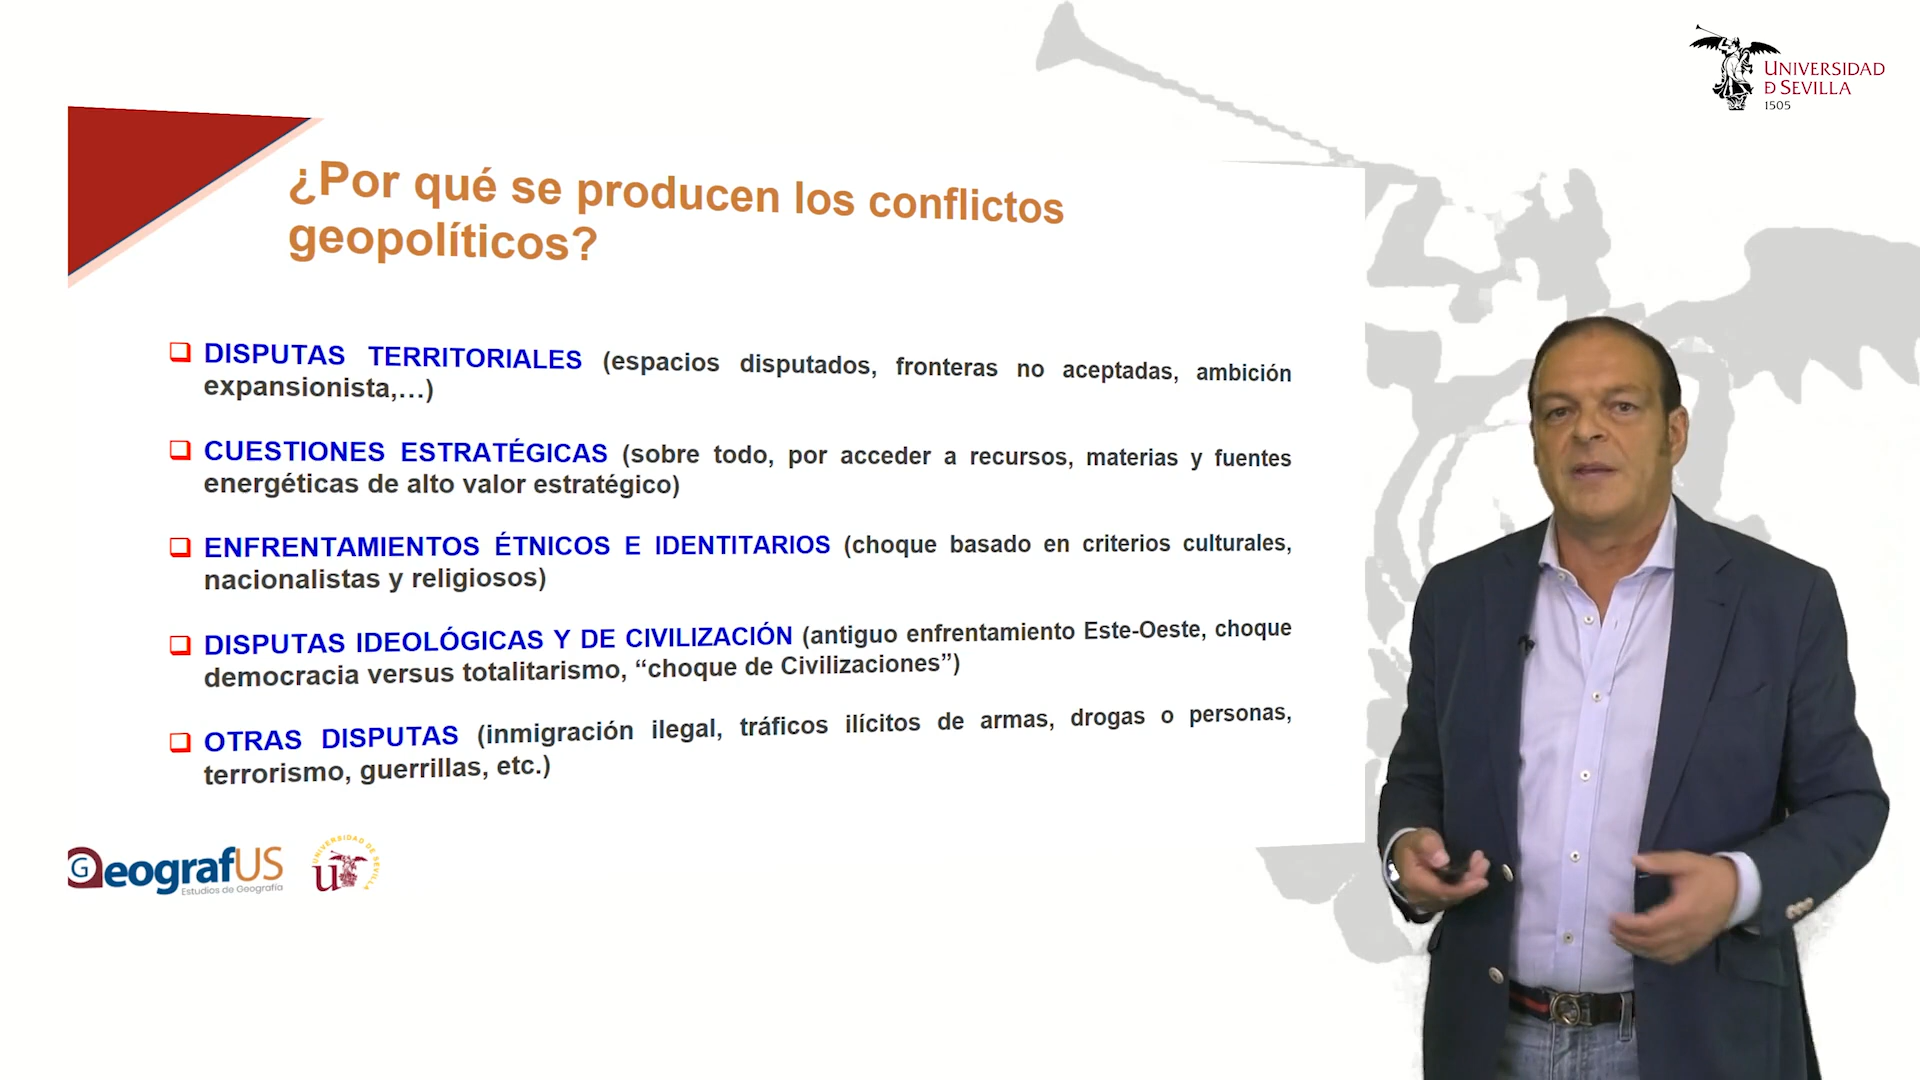 UNIVERSIDAD
Đ SEVILLA
1505
¿Por qué se producen los conflictos
geopolíticos?
❑ DISPUTAS TERRITORIALES (espacios disputados, fronteras no aceptadas, ambición
expansionista,…)
❑ CUESTIONES ESTRATÉGICAS (sobre todo, por acceder a recursos, materias y fuentes
energéticas de alto valor estratégico)
❑ ENFRENTAMIENTOS ÉTNICOS E IDENTITARIOS (choque basado en criterios culturales,
nacionalistas y religiosos)
❑ DISPUTAS IDEOLÓGICAS Y DE CIVILIZACIÓN (antiguo enfrentamiento Este-Oeste, choque
democracia versus totalitarismo, “choque de Civilizaciones”)
❑ OTRAS DISPUTAS (inmigración ilegal, tráficos ilícitos de armas, drogas o personas,
terrorismo, guerrillas, etc.)
GeografUS
Estudios de Geografía
UNIVERSIDAD DE SEVILLA